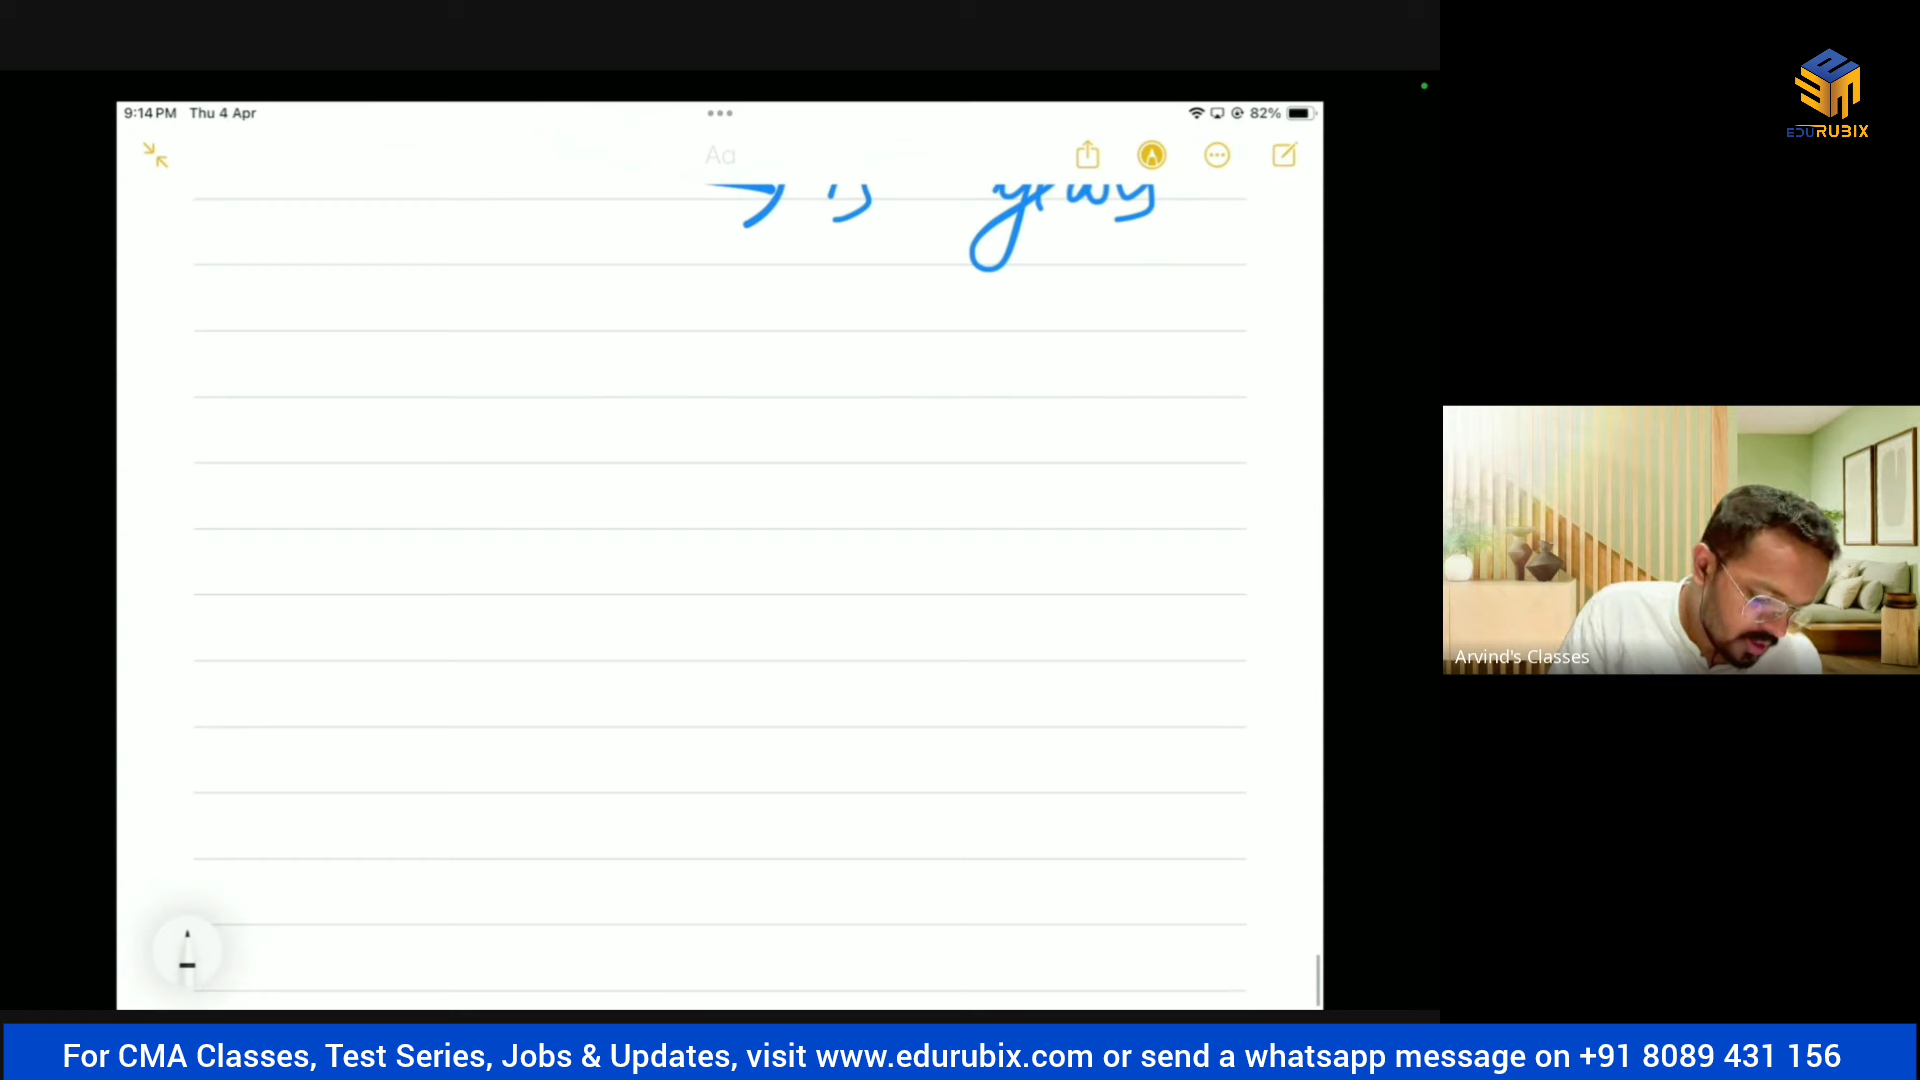 EDURUBIX
9:14 PM Thu 4 Apr
82%
Aa
Arvind's Classes
For CMA Classes, Test Series, Jobs & Updates, visit www.edurubix.com or send a whatsapp message on +91 8089 431 156